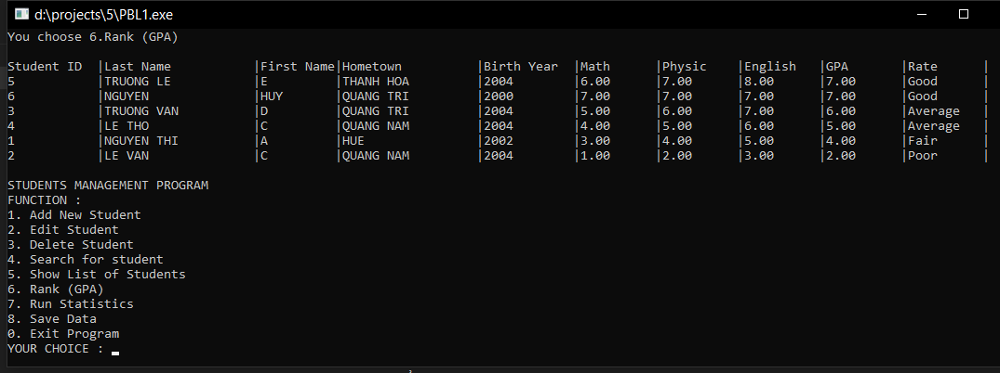 d:\projects\5\PBL1.exe
You choose 6.Rank (GPA)
Student ID |Last Name |First Name|Hometown |Birth Year |Math |Physic |English |GPA |Rate |
5 |TRUONG LE |E |THANH HOA |2004 |6.00 |7.00 |8.00 |7.00 |Good |
6 |NGUYEN |HUY |QUANG TRI |2000 |7.00 |7.00 |7.00 |7.00 |Good |
3 |TRUONG VAN |D |QUANG TRI |2004 |5.00 |6.00 |7.00 |6.00 |Average |
4 |LE THO |C |QUANG NAM |2004 |4.00 |5.00 |6.00 |5.00 |Average |
1 |NGUYEN THI |A |HUE |2002 |3.00 |4.00 |5.00 |4.00 |Fair |
2 |LE VAN |C |QUANG NAM |2004 |1.00 |2.00 |3.00 |2.00 |Poor |
STUDENTS MANAGEMENT PROGRAM
FUNCTION :
1. Add New Student
2. Edit Student
3. Delete Student
4. Search for student
5. Show List of Students
6. Rank (GPA)
7. Run Statistics
8. Save Data
0. Exit Program
YOUR CHOICE :